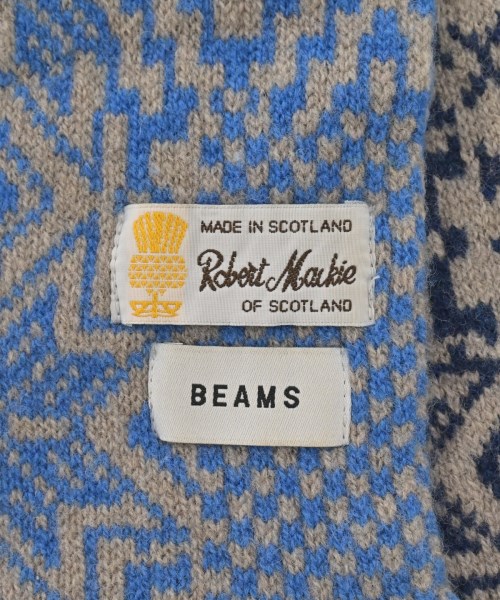 MADE IN SCOTLAND
Robert Mackie
OF SCOTLAND
BEAMS